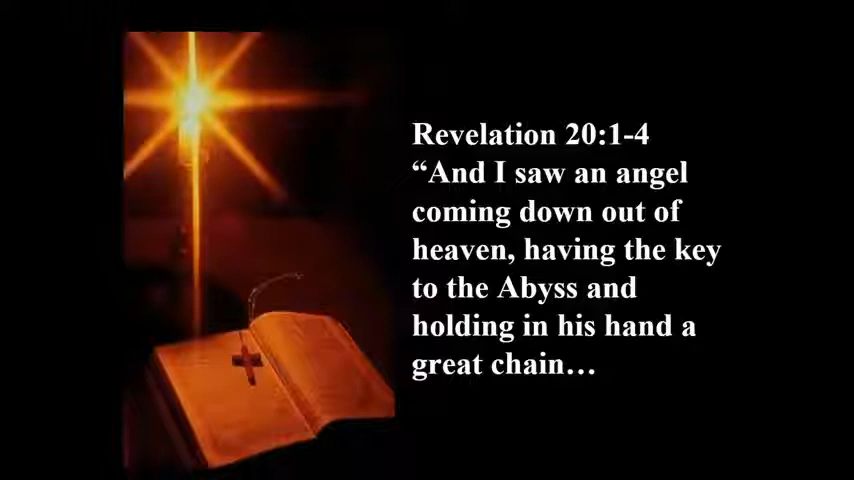 Revelation 20:1-4
“And I saw an angel
coming down out of
heaven, having the key
to the Abyss and
holding in his hand a
great chain…